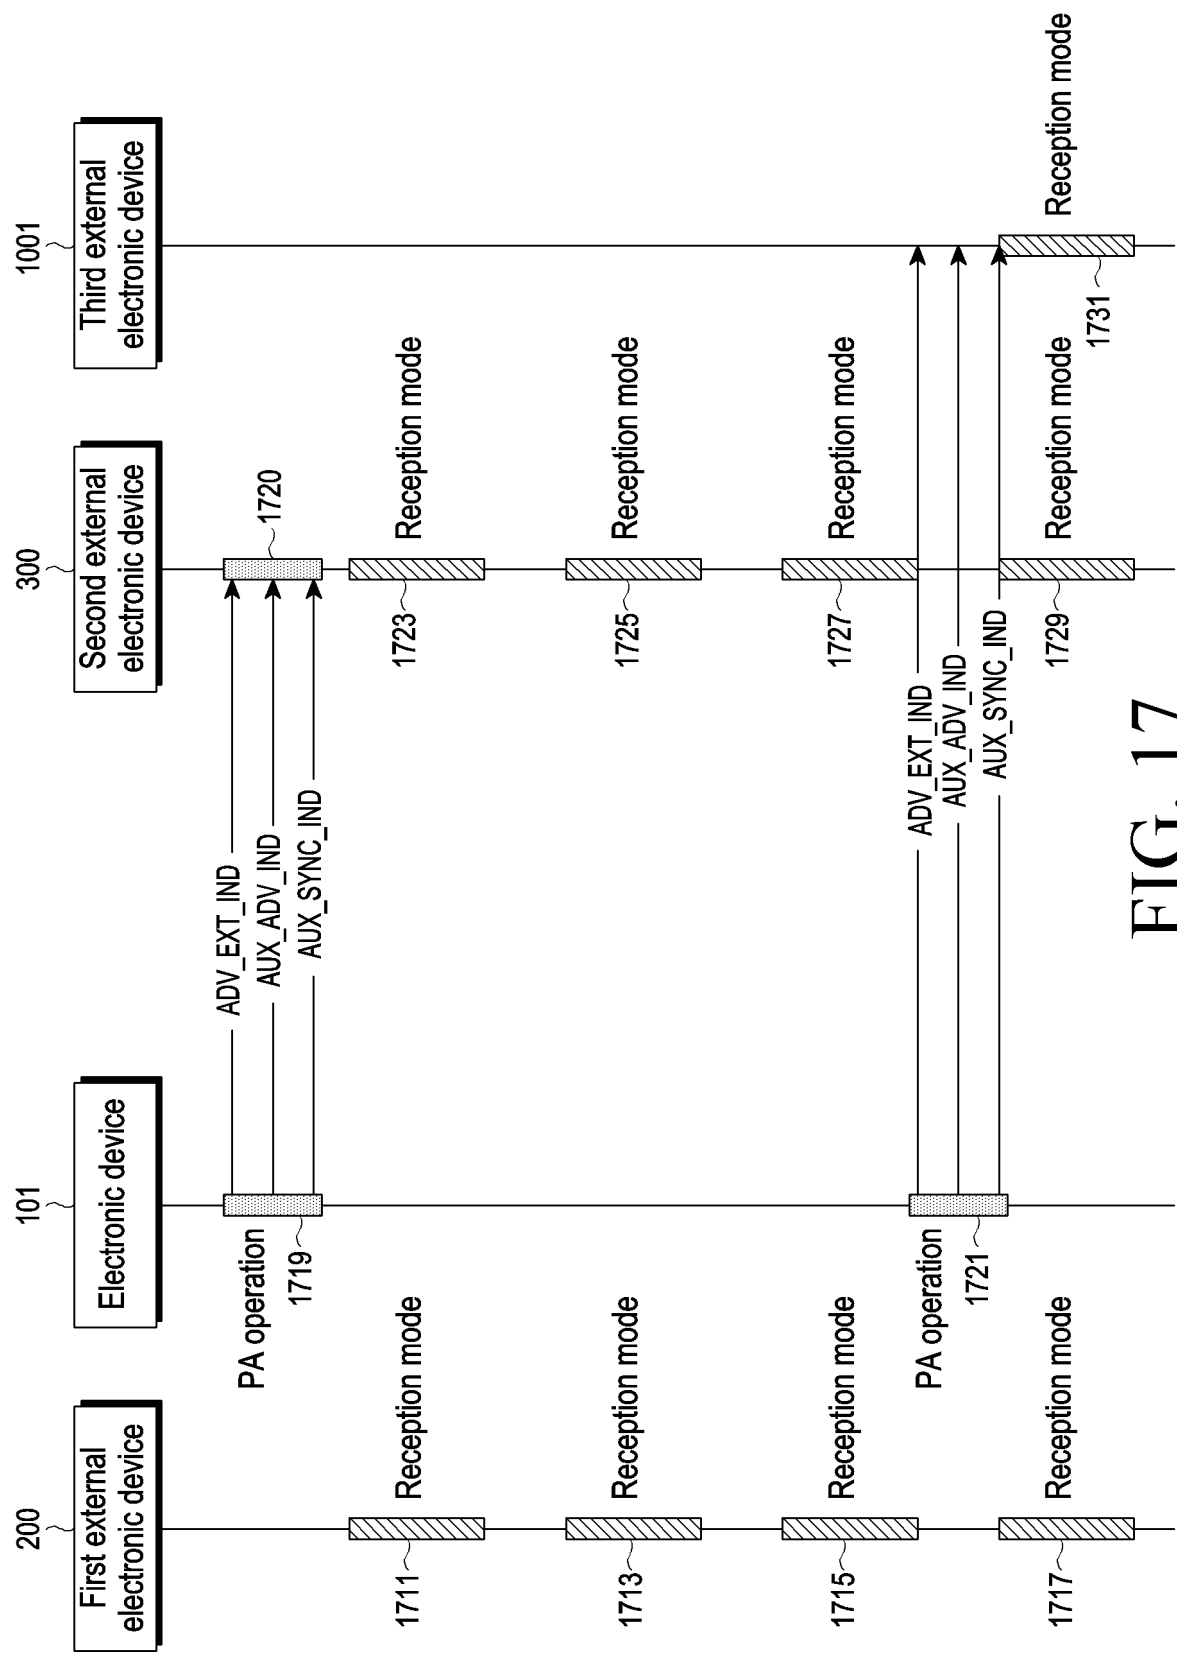 200
101
300
1001
First external
electronic device
Electronic device
Second external
electronic device
Third external
electronic device
PA operation
1719
ADV_EXT_IND
AUX_ADV_IND
AUX_SYNC_IND
1720
1711
Reception mode
1723
Reception mode
1713
Reception mode
1725
Reception mode
1715
Reception mode
1727
Reception mode
PA operation
1721
ADV_EXT_IND
AUX_ADV_IND
AUX_SYNC_IND
1717
Reception mode
1729
Reception mode
1731
Reception mode
FIG. 17